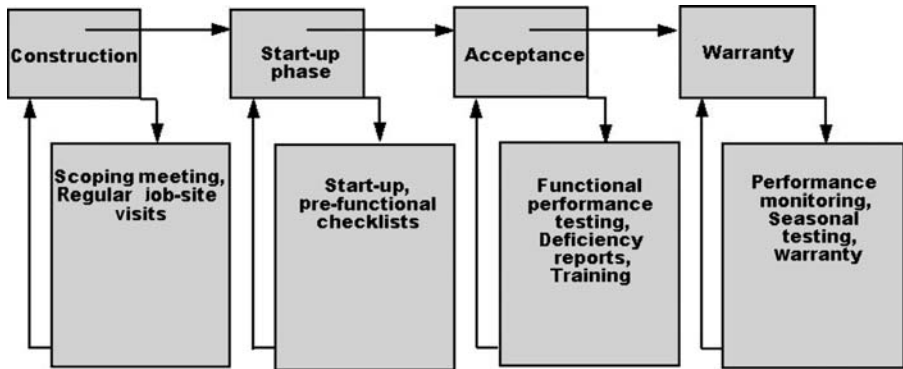 Construction
Start-up
phase
Acceptance
Warranty
Scoping meeting,
Regular job-site
visits
Start-up,
pre-functional
checklists
Functional
performance
testing,
Deficiency
reports,
Training
Performance
monitoring,
Seasonal
testing,
Warranty